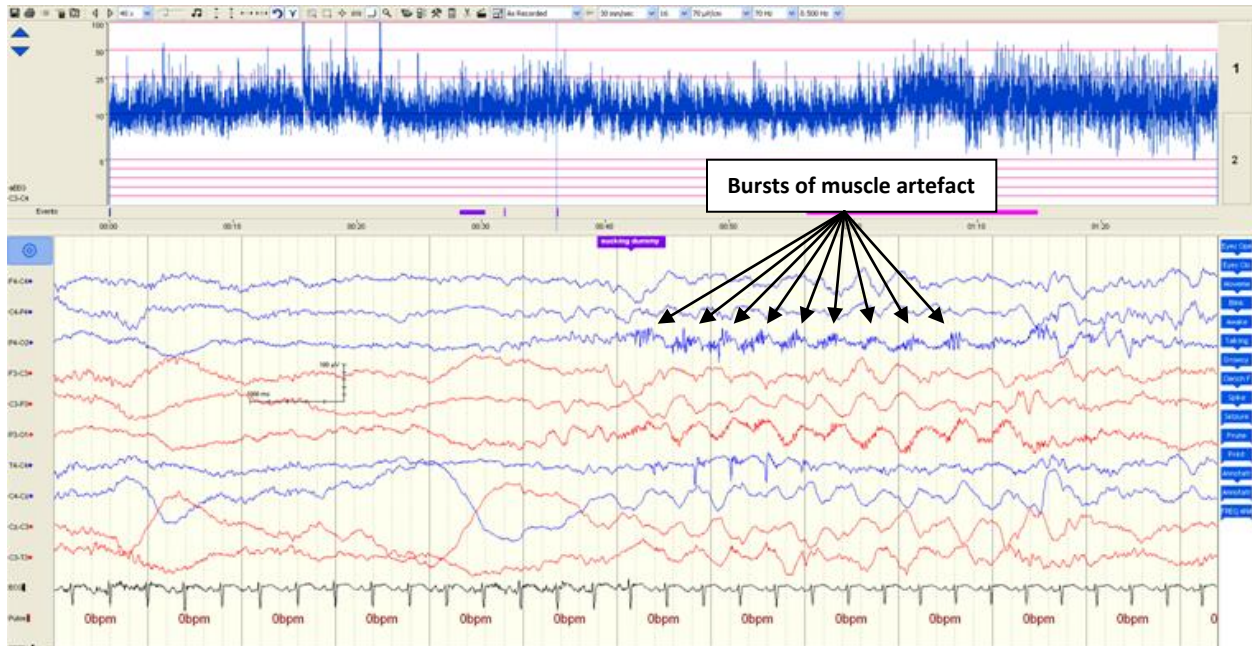 As Recorded 30 mm/sec 16 70 µV/cm 70 Hz 0.500 Hz
100
50
25
10
5
1
2
aEEG
C3-C4
Bursts of muscle artefact
Events
00:00 00:10 00:20 00:30 00:40 00:50 01:10 01:20
sucking dummy
F4-C4
C4-P4
P4-O2
F3-C3
C3-P3
P3-O1
T4-C4
C4-Cz
Cz-C3
C3-T3
100 µV
1000 ms
ECG
Pulse
0bpm 0bpm 0bpm 0bpm 0bpm 0bpm 0bpm 0bpm 0bpm 0bpm 0bpm 0bpm 0
Eyes Ope
Eyes Clo
Blink
Awake
Talking
Drowsy
Clench T
Spike
Seizure
Print
Annotati
Annotati